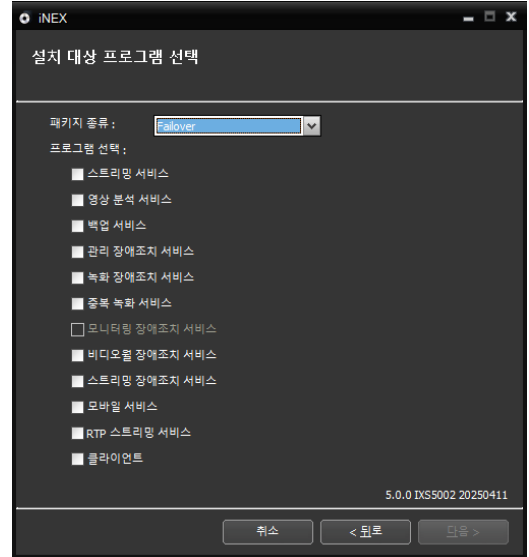 iNEX
설치 대상 프로그램 선택
패키지 종류 : Failover
프로그램 선택 :
스트리밍 서비스
영상 분석 서비스
백업 서비스
관리 장애조치 서비스
녹화 장애조치 서비스
중복 녹화 서비스
모니터링 장애조치 서비스
비디오월 장애조치 서비스
스트리밍 장애조치 서비스
모바일 서비스
RTP 스트리밍 서비스
클라이언트
5.0.0 IXS5002 20250411
취소 < 뒤로 다음 >